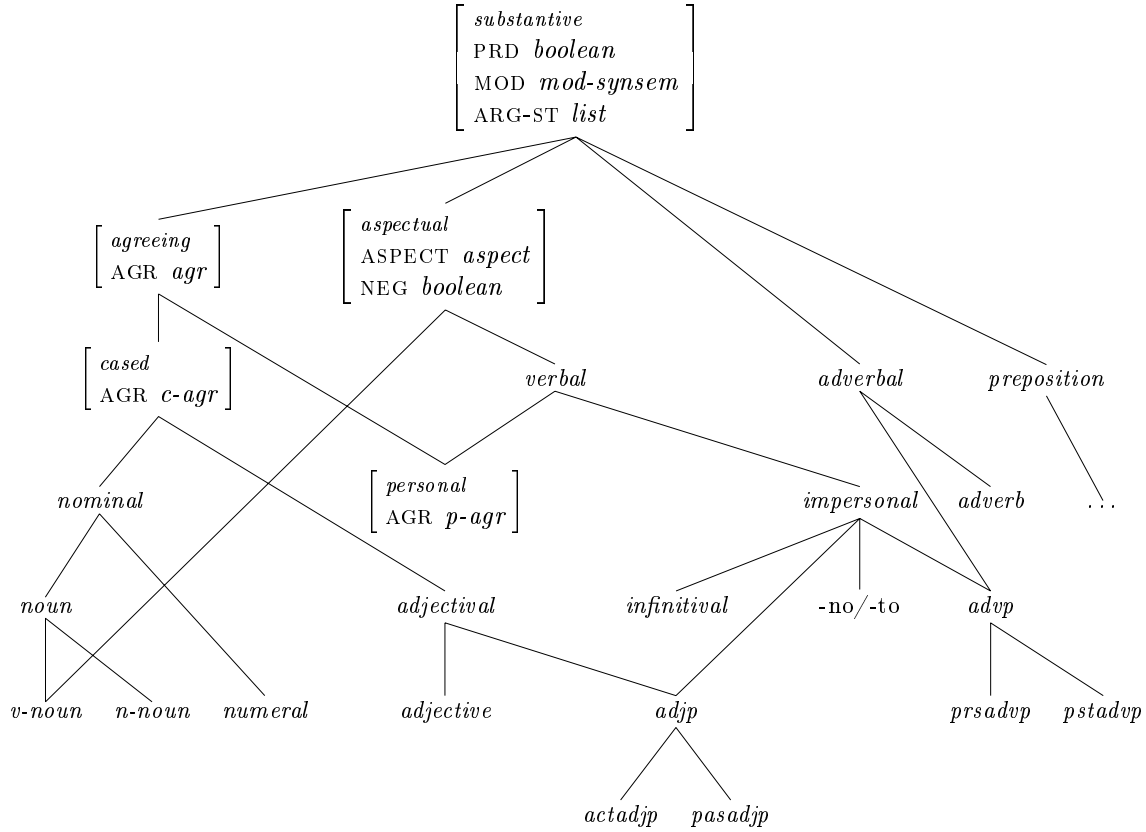 substantive
PRD boolean
MOD mod-synsem
ARG-ST list
agreeing
AGR agr
aspectual
ASPECT aspect
NEG boolean
cased
AGR c-agr
verbal
adverbal
preposition
nominal
personal
AGR p-agr
impersonal
adverb
...
noun
adjectival
infinitival
-no/-to
advp
v-noun
n-noun
numeral
adjective
adjp
prsadvp
pstadvp
actadjp
pasadjp